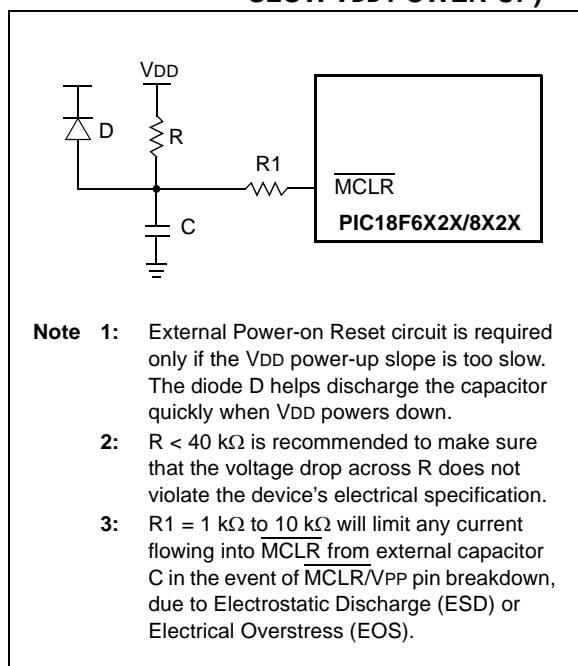 VDD
D
R
R1
MCLR
C
PIC18F6X2X/8X2X
Note 1: External Power-on Reset circuit is required
only if the VDD power-up slope is too slow.
The diode D helps discharge the capacitor
quickly when VDD powers down.
2: R < 40 kΩ is recommended to make sure
that the voltage drop across R does not
violate the device's electrical specification.
3: R1 = 1 kΩ to 10 kΩ will limit any current
flowing into MCLR from external capacitor
C in the event of MCLR/VPP pin breakdown,
due to Electrostatic Discharge (ESD) or
Electrical Overstress (EOS).